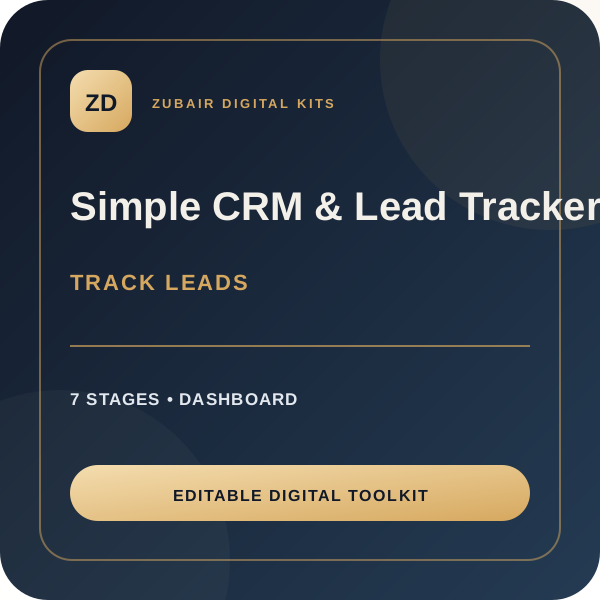 ZD
ZUBAIR DIGITAL KITS
Simple CRM & Lead Tracker
TRACK LEADS
7 STAGES • DASHBOARD
EDITABLE DIGITAL TOOLKIT